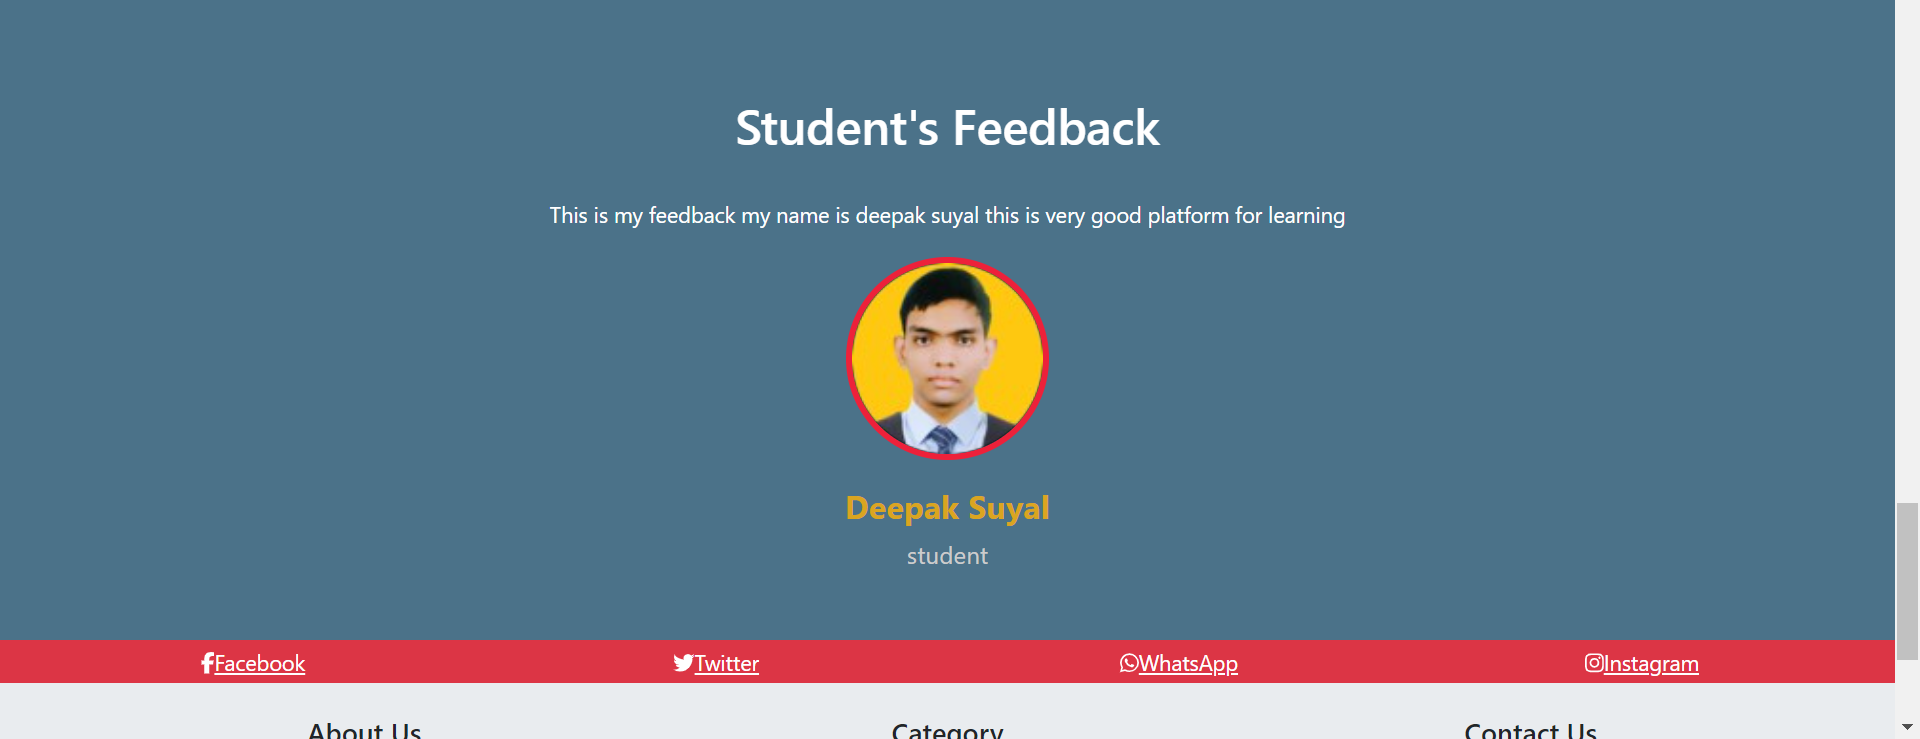 Student's Feedback
This is my feedback my name is deepak suyal this is very good platform for learning
Deepak Suyal
student
Facebook Twitter WhatsApp Instagram
About Us Category Contact Us